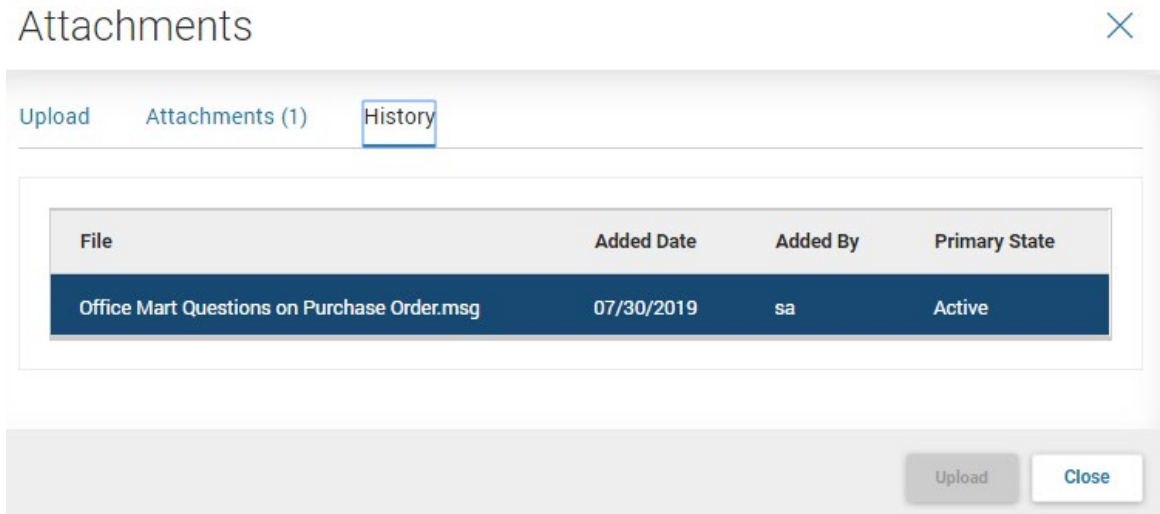 Attachments
Upload Attachments (1) History
File Added Date Added By Primary State
Office Mart Questions on Purchase Order.msg 07/30/2019 sa Active
Upload Close